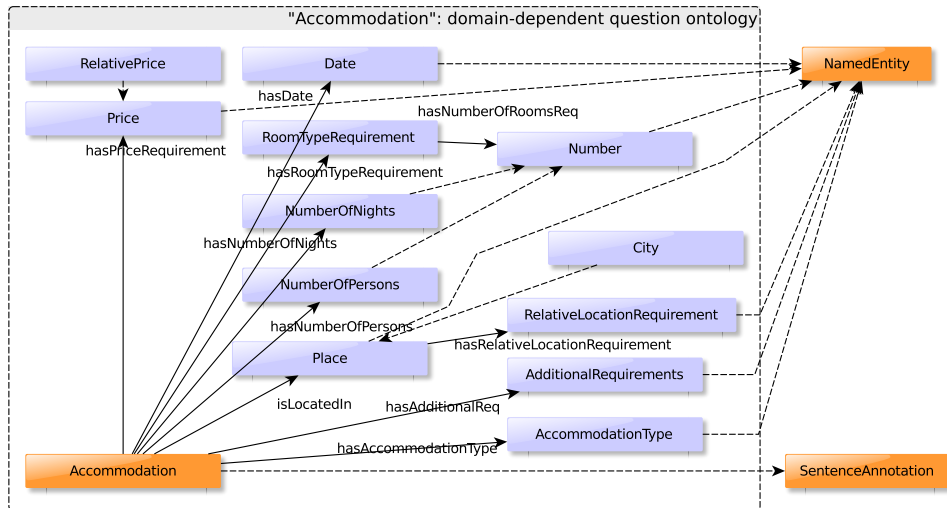 "Accommodation": domain-dependent question ontology
RelativePrice
Date
NamedEntity
hasDate
Price
hasNumberOfRoomsReq
RoomTypeRequirement
hasPriceRequirement
Number
hasRoomTypeRequirement
NumberOfNights
hasNumberOfNights
City
NumberOfPersons
RelativeLocationRequirement
hasNumberOfPersons
hasRelativeLocationRequirement
Place
AdditionalRequirements
isLocatedIn
hasAdditionalReq
AccommodationType
hasAccommodationType
Accommodation
SentenceAnnotation